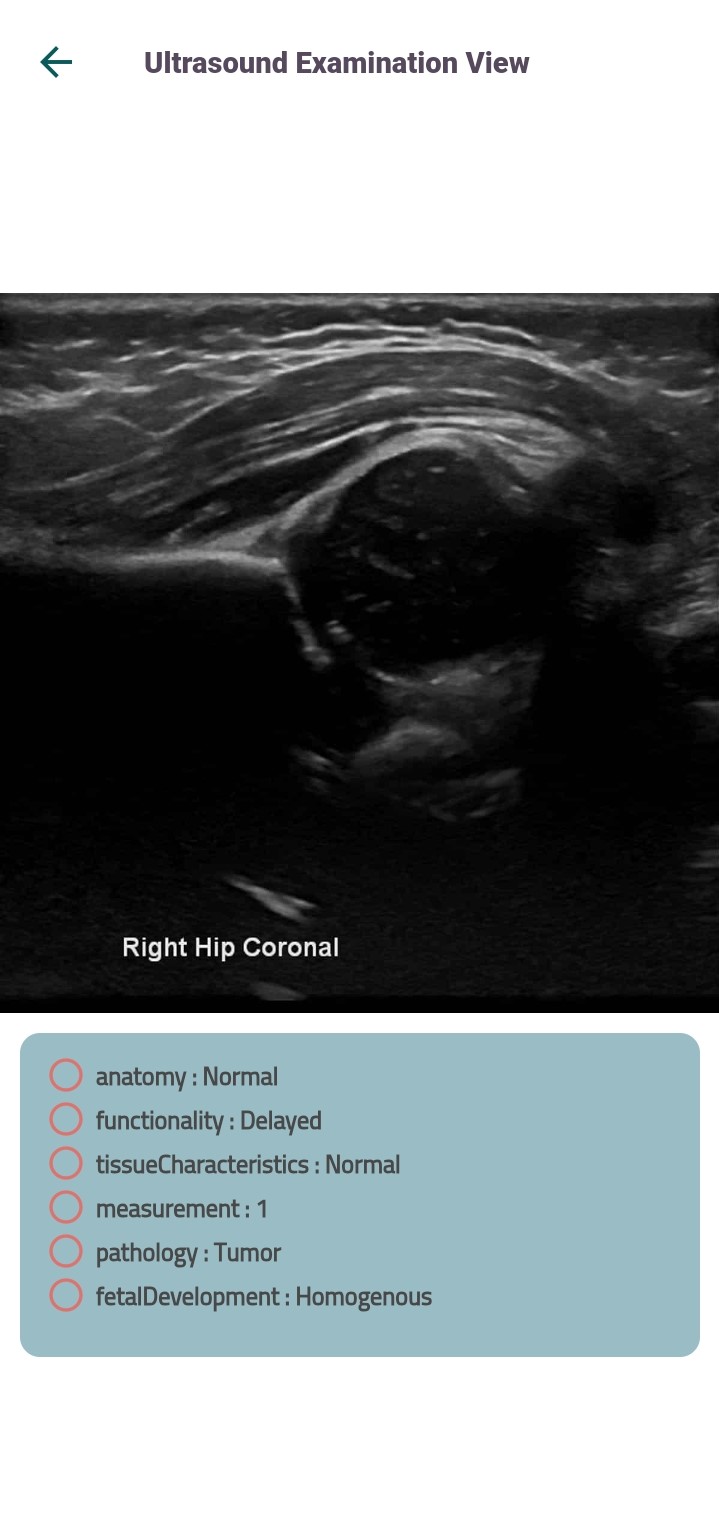 Ultrasound Examination View
Right Hip Coronal
anatomy : Normal
functionality : Delayed
tissueCharacteristics : Normal
measurement : 1
pathology : Tumor
fetalDevelopment : Homogenous